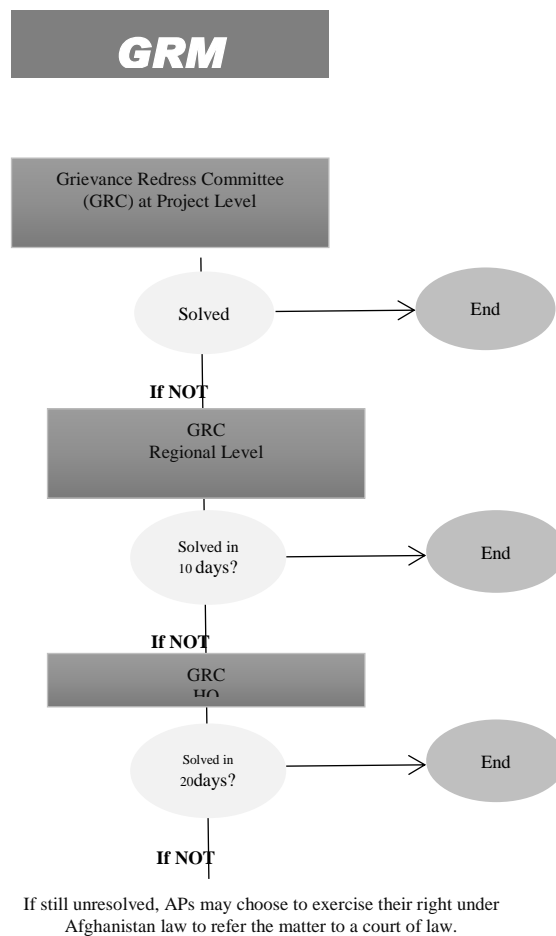 GRM
Grievance Redress Committee
(GRC) at Project Level
Solved
End
If NOT
GRC
Regional Level
Solved in
10 days?
End
If NOT
GRC
HQ
Solved in
20days?
End
If NOT
If still unresolved, APs may choose to exercise their right under
Afghanistan law to refer the matter to a court of law.